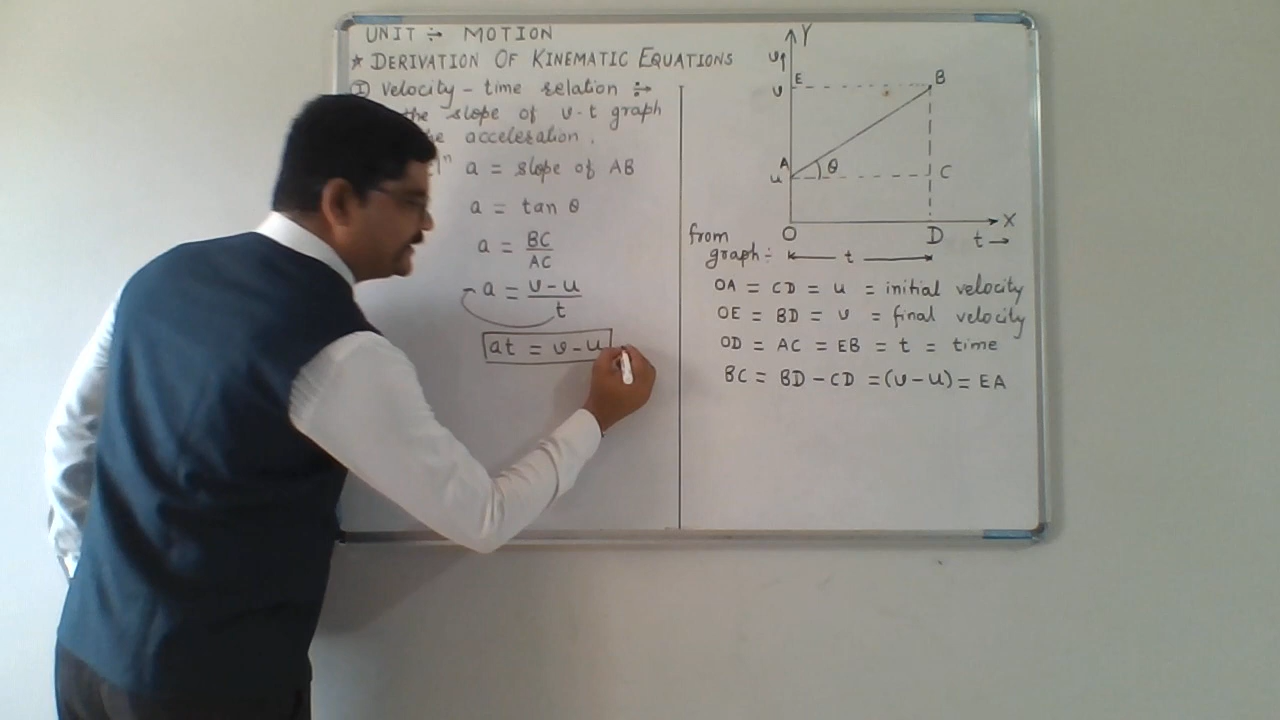 UNIT ÷ MOTION
* DERIVATION OF KINEMATIC EQUATIONS
I) Velocity - time relation ÷
the slope of v-t graph
acceleration.
a = slope of AB
a = tan θ
a = BC/AC
a = v-u/t
at = v-u
Y
v↑
E
B
v
A
θ
u
C
O
D
X
t→
from
graph:-
t
OA = CD = u = initial velocity
OE = BD = v = final velocity
OD = AC = EB = t = time
BC = BD - CD = (v - u) = EA